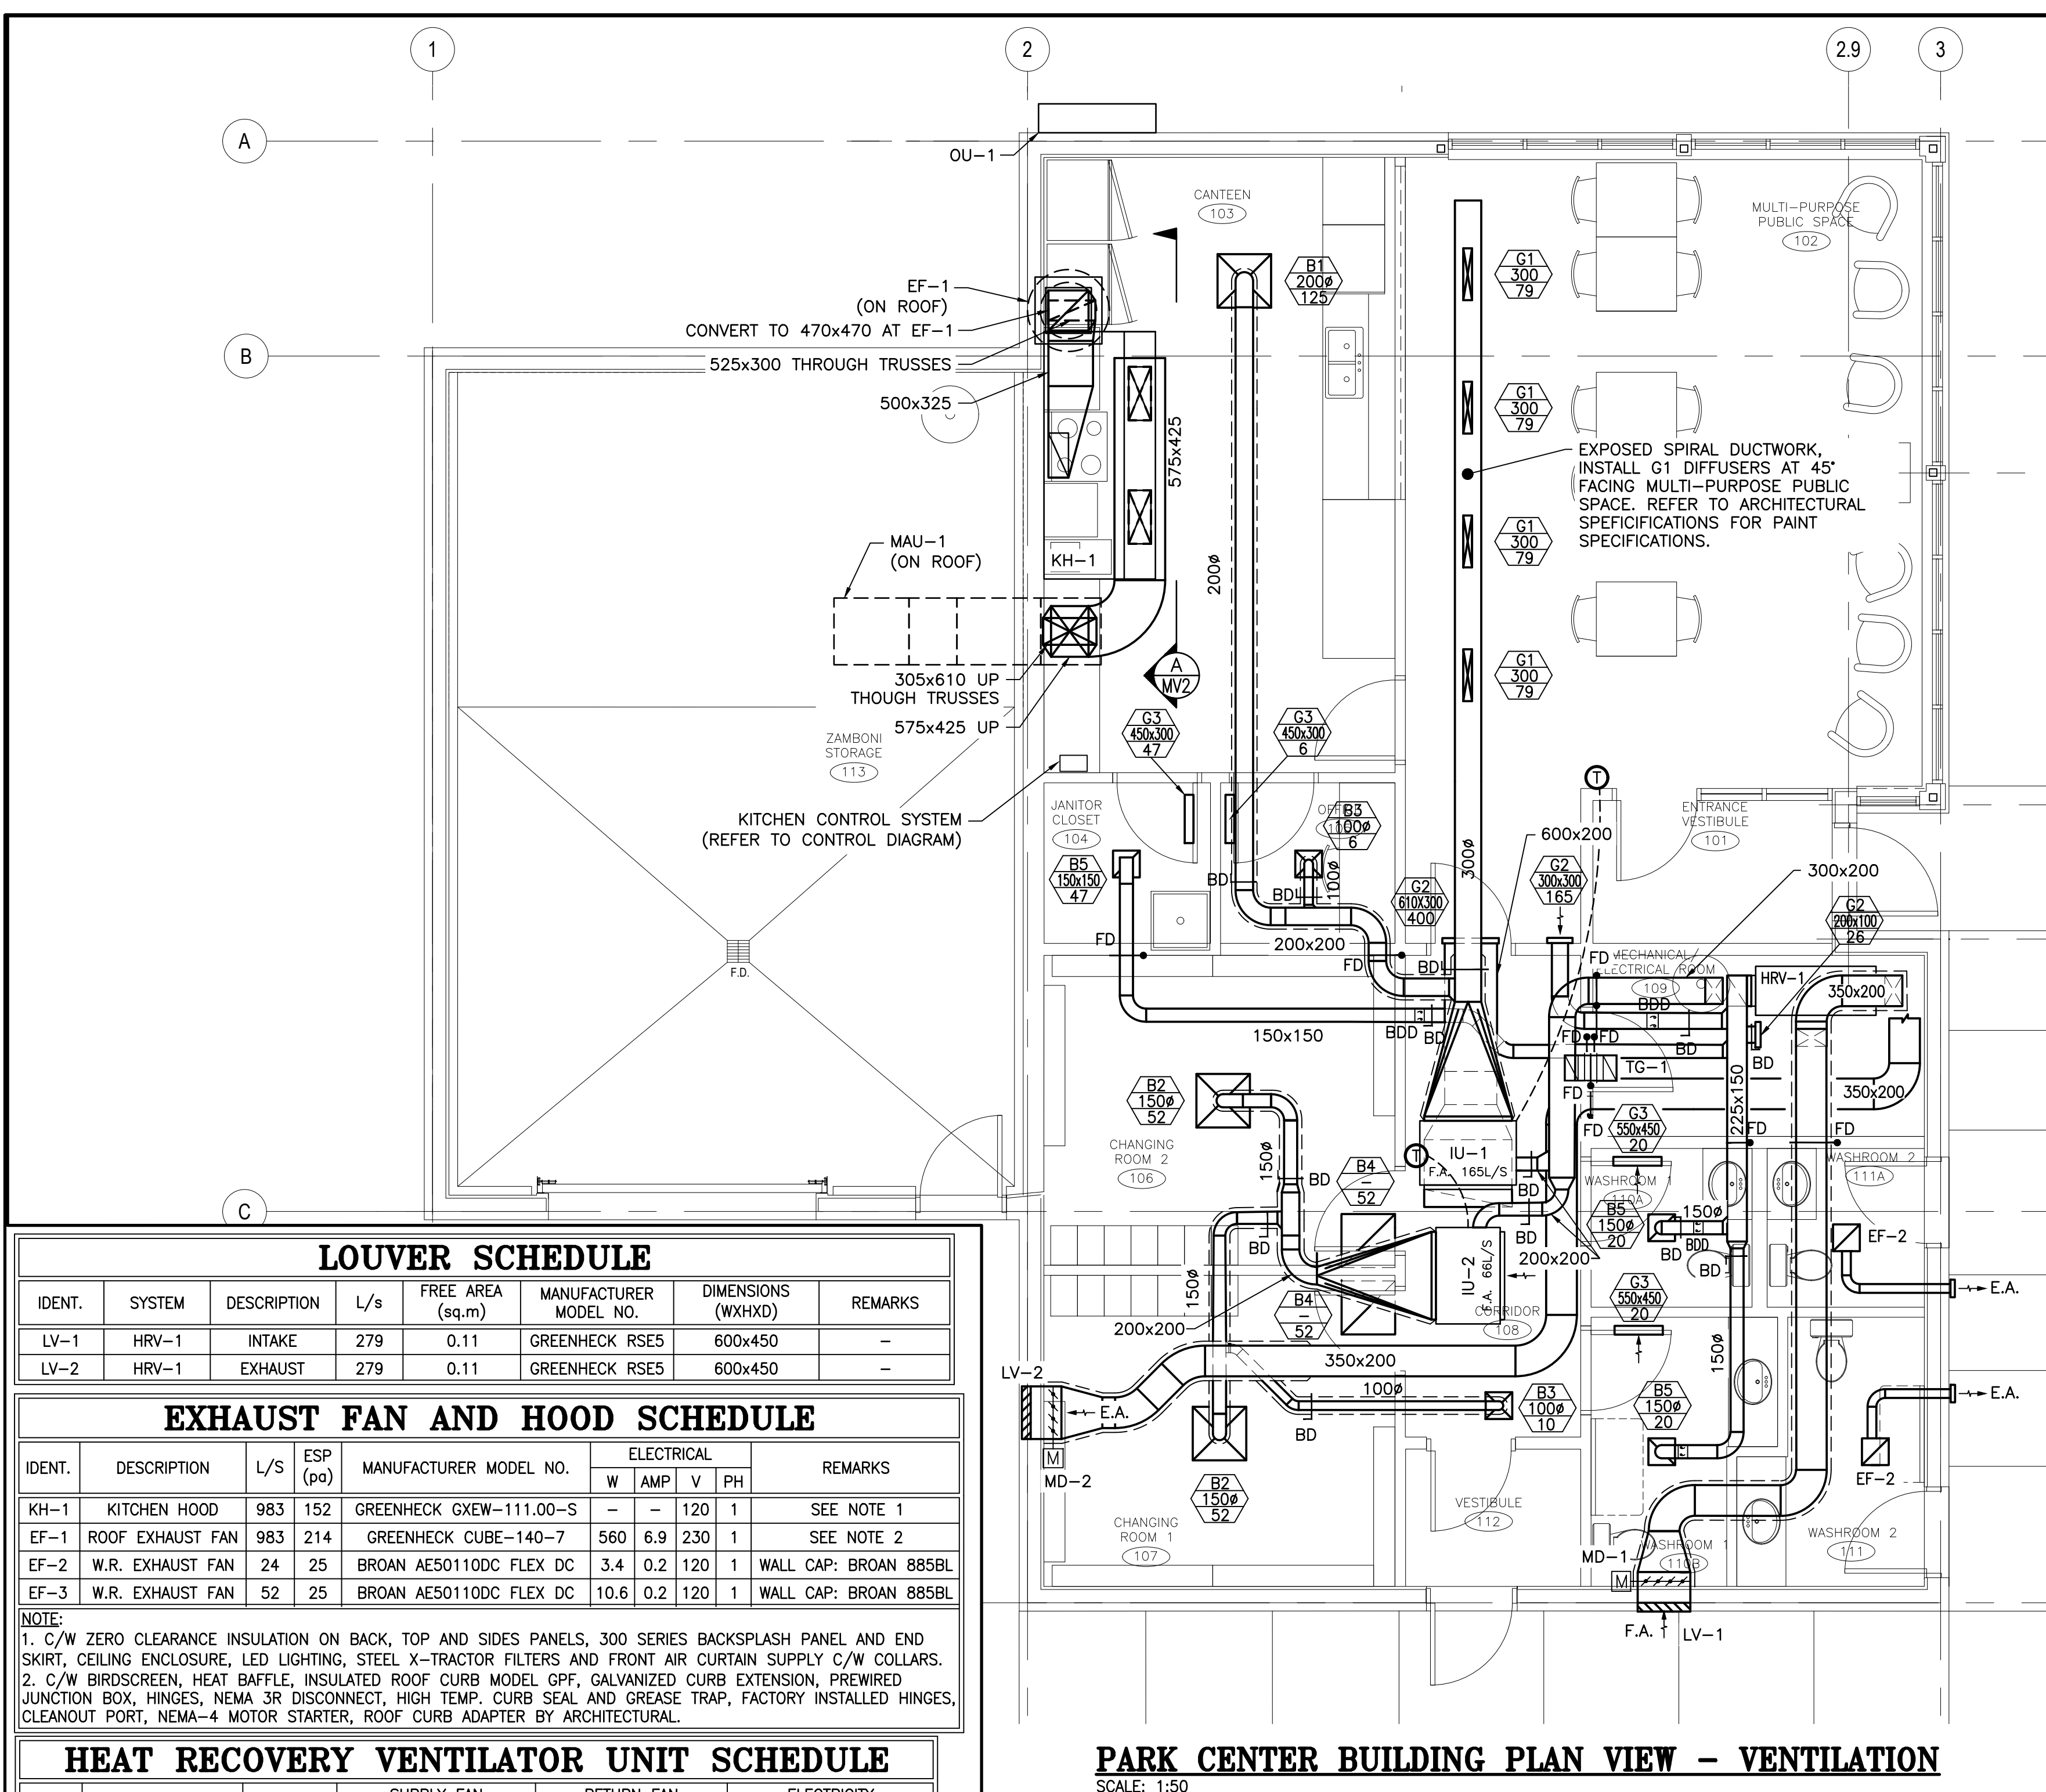 1
2
2.9
3
A
B
C
OU-1
CANTEEN
103
MULTI-PURPOSE
PUBLIC SPACE
102
EF-1
(ON ROOF)
CONVERT TO 470x470 AT EF-1
525x300 THROUGH TRUSSES
500x325
B1
200ø
125
G1
300
79
G1
300
79
G1
300
79
G1
300
79
575x425
EXPOSED SPIRAL DUCTWORK,
INSTALL G1 DIFFUSERS AT 45°
FACING MULTI-PURPOSE PUBLIC
SPACE. REFER TO ARCHITECTURAL
SPEFICIFICATIONS FOR PAINT
SPECIFICATIONS.
MAU-1
(ON ROOF)
KH-1
200ø
A
MV2
305x610 UP
THOUGH TRUSSES
575x425 UP
ZAMBONI
STORAGE
113
G3
450x300
47
G3
450x300
6
T
KITCHEN CONTROL SYSTEM
(REFER TO CONTROL DIAGRAM)
JANITOR
CLOSET
104
B3
100ø
6
ENTRANCE
VESTIBULE
101
600x200
300ø
300x200
B5
150x150
47
BD
BD
100ø
G2
610X300
400
G2
300x300
165
G2
200x100
26
FD
200x200
FD
BD
FD
MECHANICAL/
ELECTRICAL ROOM
109
HRV-1
350x200
F.D.
150x150
BDD
BD
BDD
FD
FD
BD
BD
TG-1
350x200
FD
225x150
B2
150ø
52
CHANGING
ROOM 2
106
150ø
BD
B4
-
52
T
IU-1
F.A. 165L/S
BD
FD
G3
550x450
20
FD
FD
WASHROOM 2
111A
WASHROOM 1
110A
B5
150ø
20
150ø
BD
BDD
BD
EF-2
E.A.
BD
BD
200x200
IU-2
F.A. 66L/S
CORRIDOR
108
G3
550x450
20
150ø
200x200
B4
-
52
350x200
LV-2
E.A.
M
MD-2
100ø
BD
B3
100ø
10
150ø
B5
150ø
20
E.A.
EF-2
B2
150ø
52
CHANGING
ROOM 1
107
VESTIBULE
112
WASHROOM 2
111
MD-1
WASHROOM 1
110B
M
F.A.
LV-1
LOUVER SCHEDULE
IDENT. SYSTEM DESCRIPTION L/s FREE AREA (sq.m) MANUFACTURER MODEL NO. DIMENSIONS (WXHXD) REMARKS
LV-1 HRV-1 INTAKE 279 0.11 GREENHECK RSE5 600x450 -
LV-2 HRV-1 EXHAUST 279 0.11 GREENHECK RSE5 600x450 -
EXHAUST FAN AND HOOD SCHEDULE
IDENT. DESCRIPTION L/S ESP (pa) MANUFACTURER MODEL NO. ELECTRICAL REMARKS
W AMP V PH
KH-1 KITCHEN HOOD 983 152 GREENHECK GXEW-111.00-S - - 120 1 SEE NOTE 1
EF-1 ROOF EXHAUST FAN 983 214 GREENHECK CUBE-140-7 560 6.9 230 1 SEE NOTE 2
EF-2 W.R. EXHAUST FAN 24 25 BROAN AE50110DC FLEX DC 3.4 0.2 120 1 WALL CAP: BROAN 885BL
EF-3 W.R. EXHAUST FAN 52 25 BROAN AE50110DC FLEX DC 10.6 0.2 120 1 WALL CAP: BROAN 885BL
NOTE:
1. C/W ZERO CLEARANCE INSULATION ON BACK, TOP AND SIDES PANELS, 300 SERIES BACKSPLASH PANEL AND END
SKIRT, CEILING ENCLOSURE, LED LIGHTING, STEEL X-TRACTOR FILTERS AND FRONT AIR CURTAIN SUPPLY C/W COLLARS.
2. C/W BIRDSCREEN, HEAT BAFFLE, INSULATED ROOF CURB MODEL GPF, GALVANIZED CURB EXTENSION, PREWIRED
JUNCTION BOX, HINGES, NEMA 3R DISCONNECT, HIGH TEMP. CURB SEAL AND GREASE TRAP, FACTORY INSTALLED HINGES,
CLEANOUT PORT, NEMA-4 MOTOR STARTER, ROOF CURB ADAPTER BY ARCHITECTURAL.
HEAT RECOVERY VENTILATOR UNIT SCHEDULE
SUPPLY FAN RETURN FAN ELECTRICITY
PARK CENTER BUILDING PLAN VIEW - VENTILATION
SCALE: 1:50